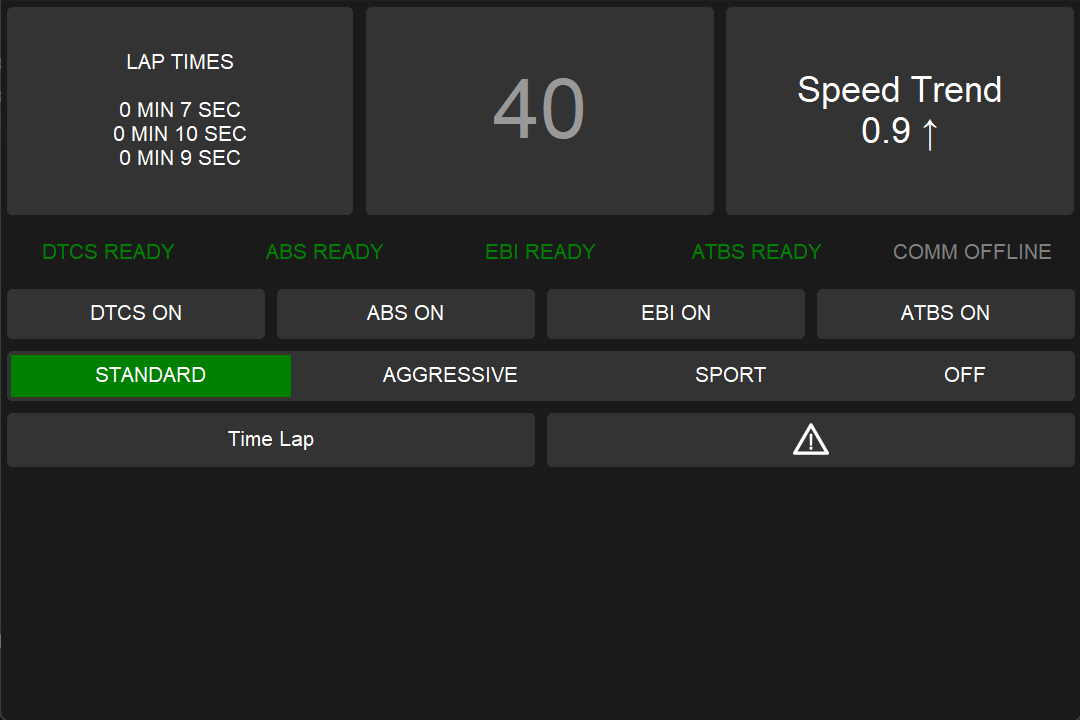 LAP TIMES
0 MIN 7 SEC
0 MIN 10 SEC
0 MIN 9 SEC
40
Speed Trend
0.9 ↑
DTCS READY
ABS READY
EBI READY
ATBS READY
COMM OFFLINE
DTCS ON
ABS ON
EBI ON
ATBS ON
STANDARD
AGGRESSIVE
SPORT
OFF
Time Lap